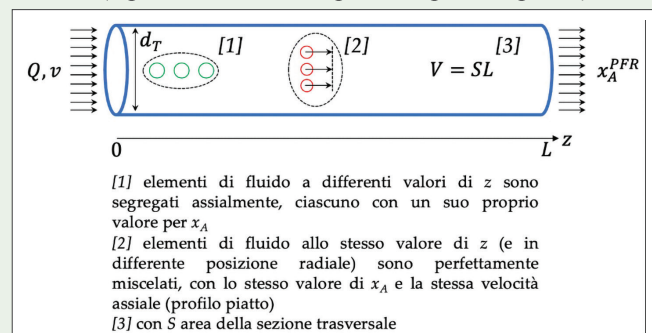 [1]
[2]
[3]
d_T
Q, v
V = SL
x_A^{PFR}
0
L z
[1] elementi di fluido a differenti valori di z sono
segregati assialmente, ciascuno con un suo proprio
valore per x_A
[2] elementi di fluido allo stesso valore di z (e in
differente posizione radiale) sono perfettamente
miscelati, con lo stesso valore di x_A e la stessa velocità
assiale (profilo piatto)
[3] con S area della sezione trasversale